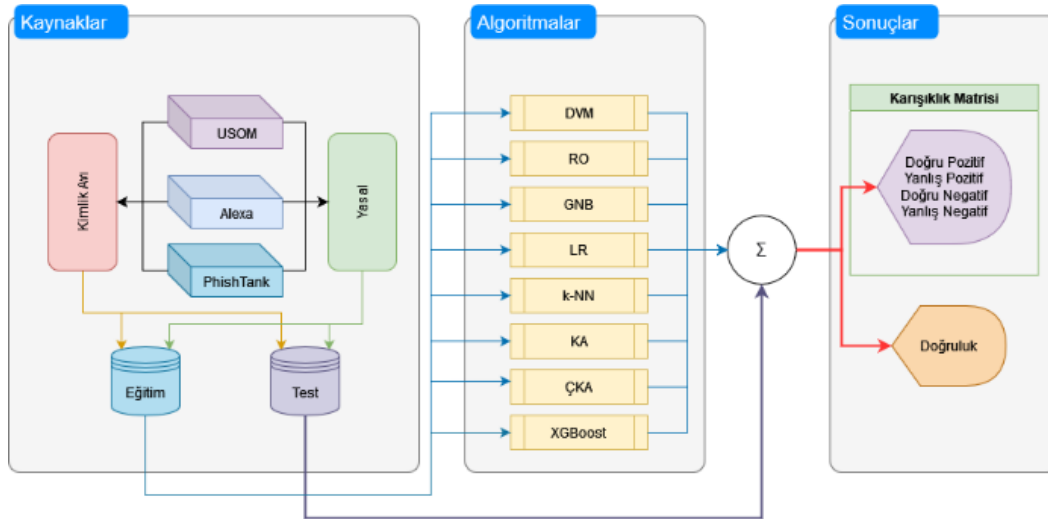 Kaynaklar
USOM
Kimlik Avı
Alexa
Yasal
PhishTank
Eğitim
Test
Algoritmalar
DVM
RO
GNB
LR
k-NN
KA
ÇKA
XGBoost
Σ
Sonuçlar
Karışıklık Matrisi
Doğru Pozitif
Yanlış Pozitif
Doğru Negatif
Yanlış Negatif
Doğruluk